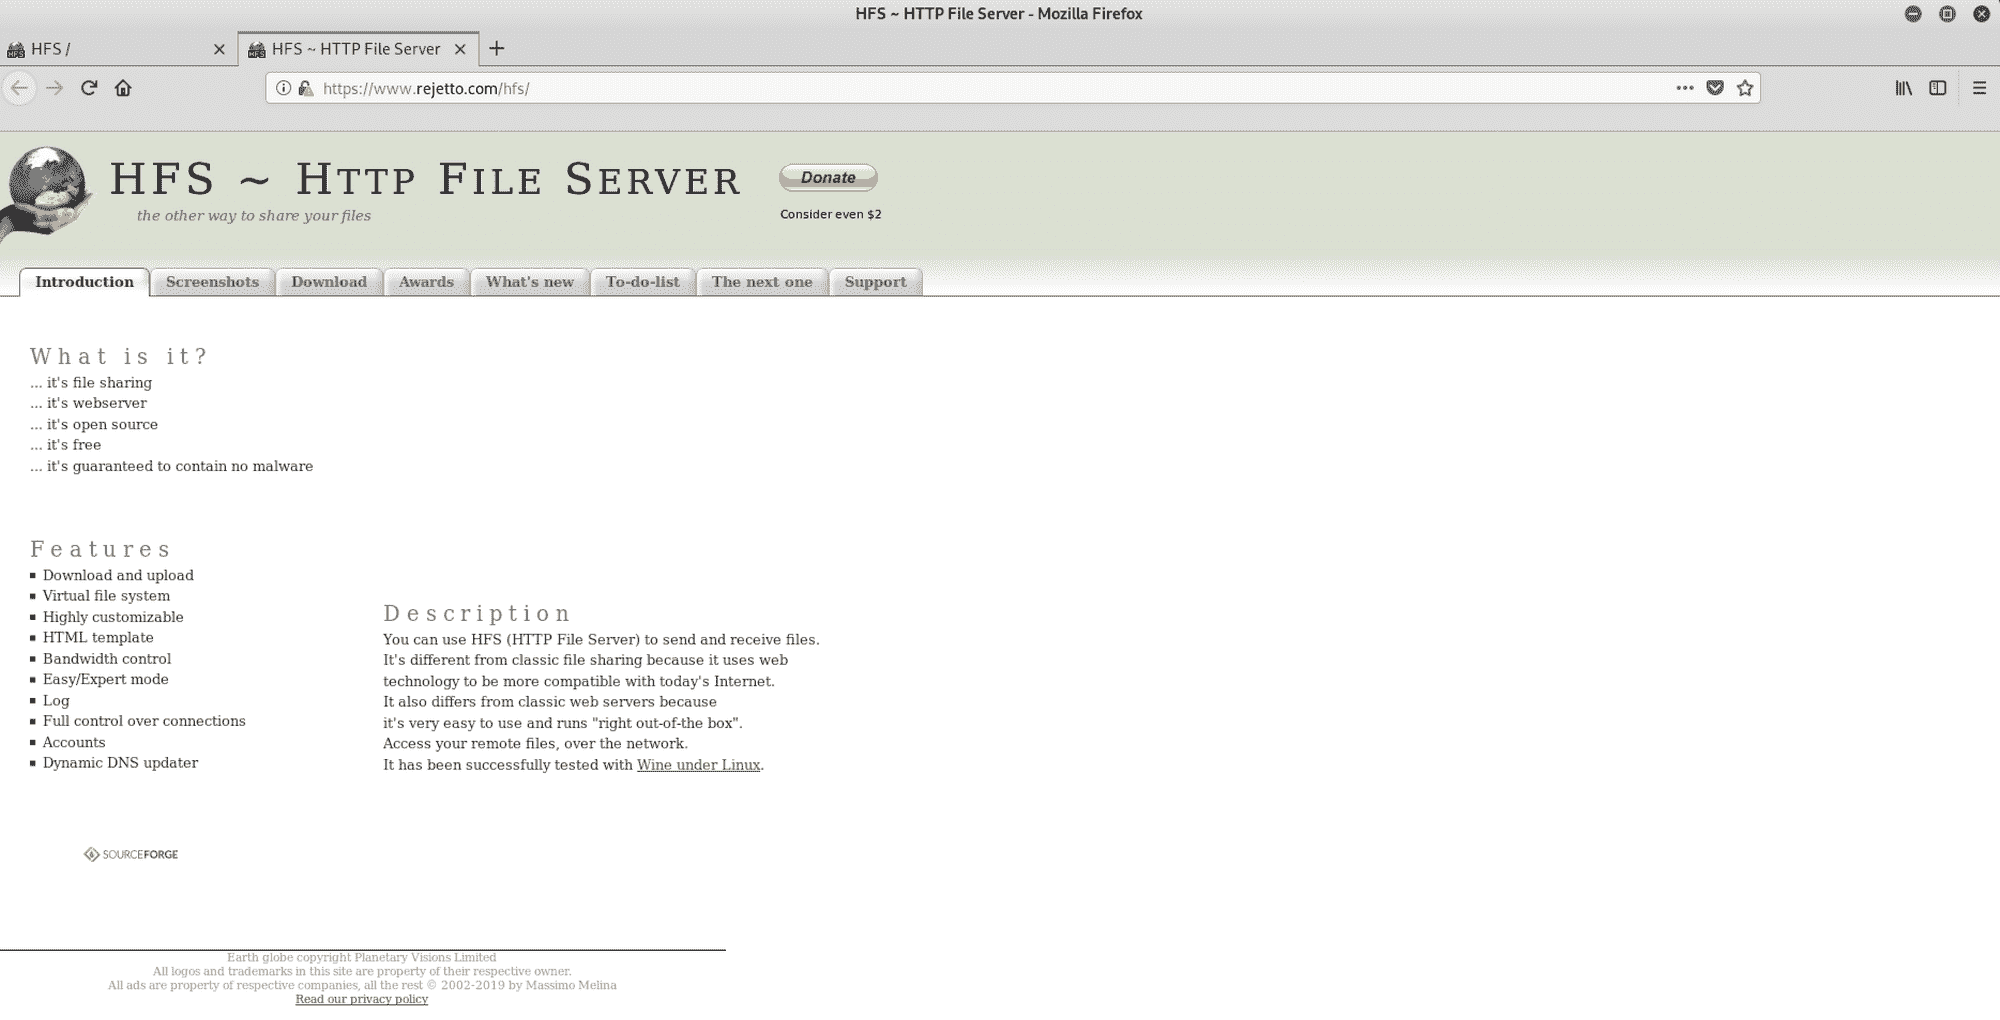 HFS ~ HTTP File Server - Mozilla Firefox
HFS /
HFS ~ HTTP File Server
https://www.rejetto.com/hfs/
HFS ~ HTTP FILE SERVER
the other way to share your files
Donate
Consider even $2
Introduction Screenshots Download Awards What's new To-do-list The next one Support
What is it?
... it's file sharing
... it's webserver
... it's open source
... it's free
... it's guaranteed to contain no malware
Features
Download and upload
Virtual file system
Highly customizable
HTML template
Bandwidth control
Easy/Expert mode
Log
Full control over connections
Accounts
Dynamic DNS updater
Description
You can use HFS (HTTP File Server) to send and receive files.
It's different from classic file sharing because it uses web
technology to be more compatible with today's Internet.
It also differs from classic web servers because
it's very easy to use and runs "right out-of-the box".
Access your remote files, over the network.
It has been successfully tested with Wine under Linux.
SOURCEFORGE
Earth globe copyright Planetary Visions Limited
All logos and trademarks in this site are property of their respective owner.
All ads are property of respective companies, all the rest © 2002-2019 by Massimo Melina
Read our privacy policy